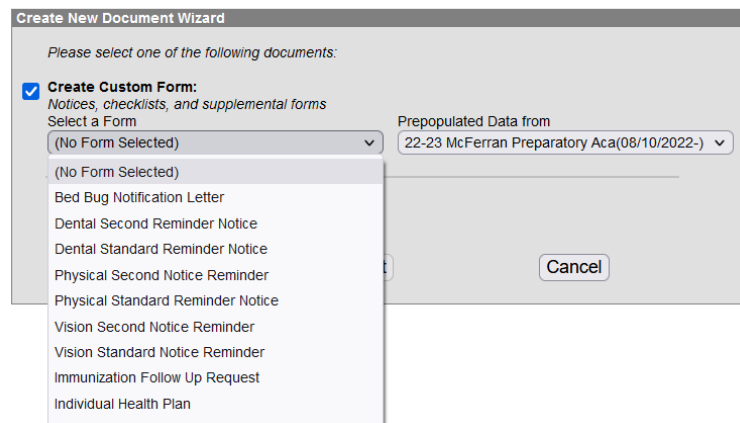 Create New Document Wizard
Please select one of the following documents:
Create Custom Form:
Notices, checklists, and supplemental forms
Select a Form
Prepopulated Data from
(No Form Selected)
22-23 McFerran Preparatory Aca(08/10/2022-)
(No Form Selected)
Bed Bug Notification Letter
Dental Second Reminder Notice
Dental Standard Reminder Notice
Physical Second Notice Reminder
Physical Standard Reminder Notice
Vision Second Notice Reminder
Vision Standard Notice Reminder
Immunization Follow Up Request
Individual Health Plan
Cancel